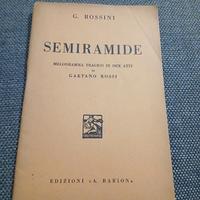 G. ROSSINI
SEMIRAMIDE
MELODRAMMA TRAGICO IN DUE ATTI
DI
GAETANO ROSSI
EDIZIONI «A. BARION»